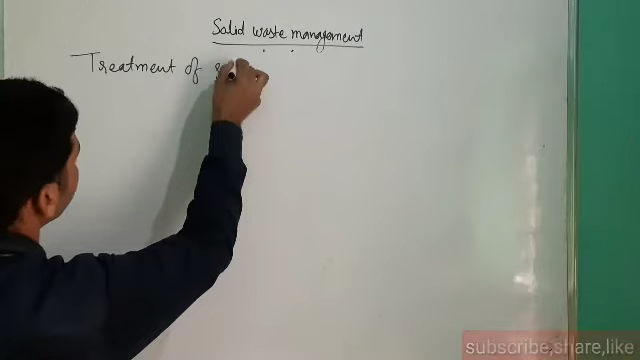 Solid waste management
Treatment of
subscribe,share,like